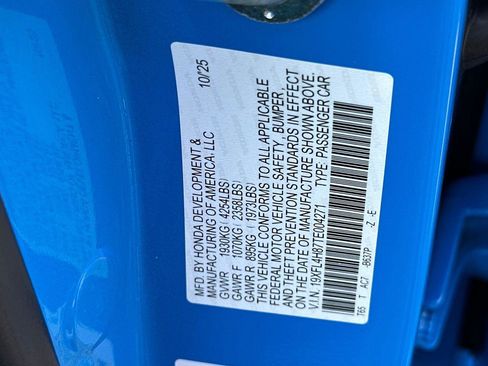 MFD BY HONDA DEVELOPMENT & 10/25
MANUFACTURING OF AMERICA, LLC
GVWR 1930KG ( 4254LBS)
GAWR F 1070KG ( 2358LBS)
GAWR R 895KG ( 1973LBS)
THIS VEHICLE CONFORMS TO ALL APPLICABLE
FEDERAL MOTOR VEHICLE SAFETY, BUMPER,
AND THEFT PREVENTION STANDARDS IN EFFECT
ON THE DATE OF MANUFACTURE SHOWN ABOVE.
V.I.N. 19XFL4H87TE004271 TYPE: PASSENGER CAR
T65 T AC7 -B637P -Z -E